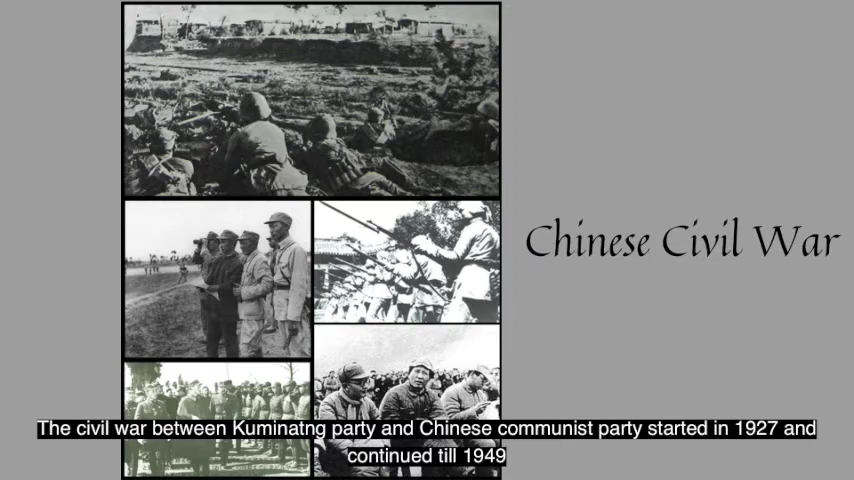 Chinese Civil War
The civil war between Kuminatng party and Chinese communist party started in 1927 and
continued till 1949